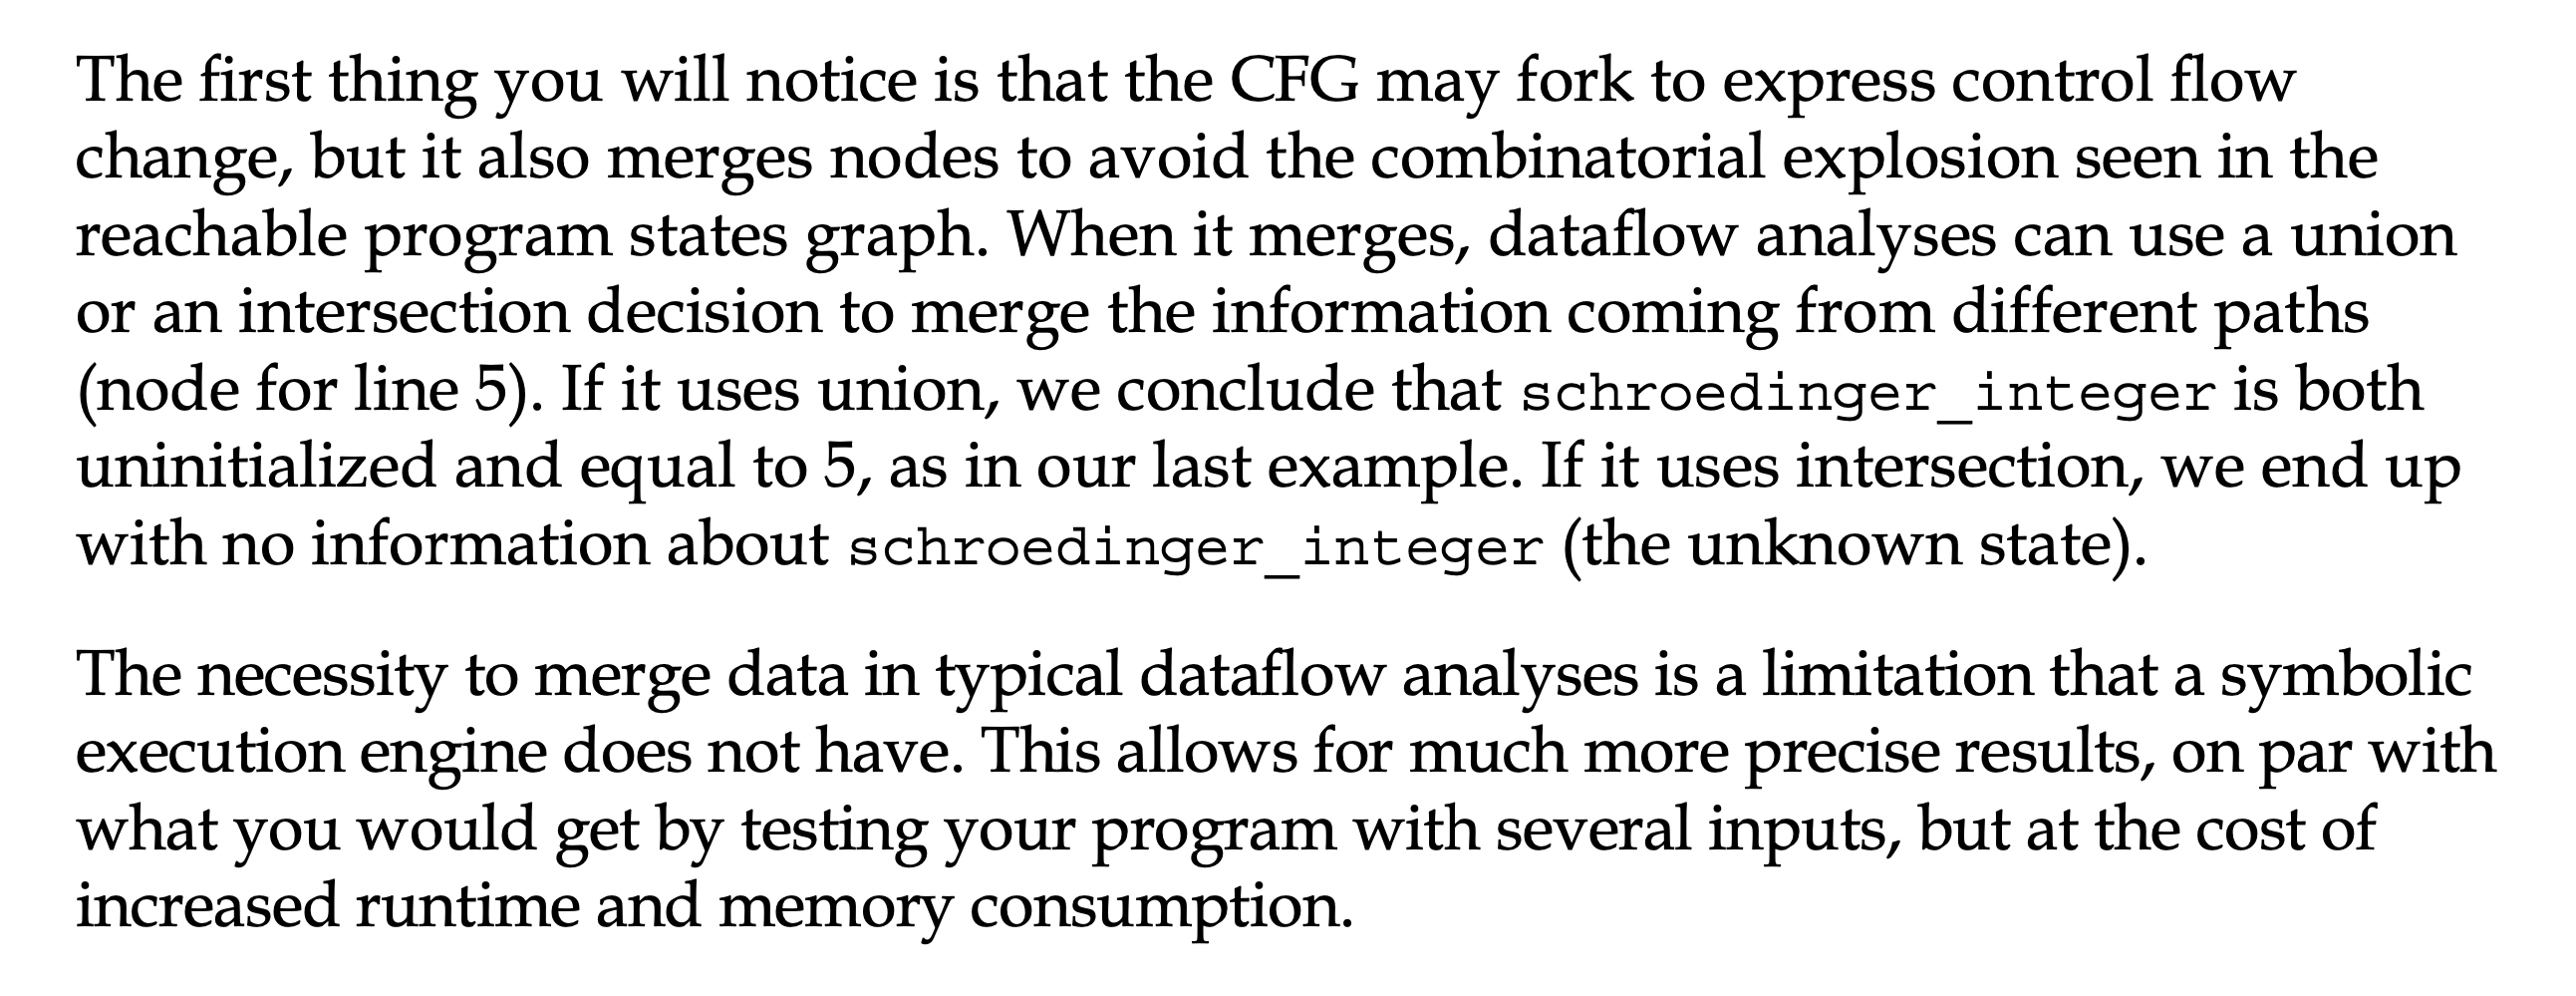 The first thing you will notice is that the CFG may fork to express control flow
change, but it also merges nodes to avoid the combinatorial explosion seen in the
reachable program states graph. When it merges, dataflow analyses can use a union
or an intersection decision to merge the information coming from different paths
(node for line 5). If it uses union, we conclude that schroedinger_integer is both
uninitialized and equal to 5, as in our last example. If it uses intersection, we end up
with no information about schroedinger_integer (the unknown state).
The necessity to merge data in typical dataflow analyses is a limitation that a symbolic
execution engine does not have. This allows for much more precise results, on par with
what you would get by testing your program with several inputs, but at the cost of
increased runtime and memory consumption.